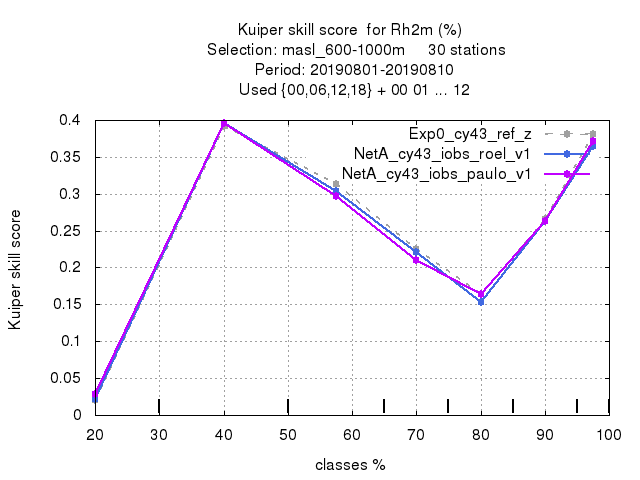 Kuiper skill score  for Rh2m (%)
Selection: masl_600-1000m     30 stations
Period: 20190801-20190810
Used {00,06,12,18} + 00 01 ... 12
Exp0_cy43_ref_z
NetA_cy43_iobs_roel_v1
NetA_cy43_iobs_paulo_v1
0.4
0.35
0.3
0.25
0.2
0.15
0.1
0.05
0
Kuiper skill score
20 30 40 50 60 70 80 90 100
classes %